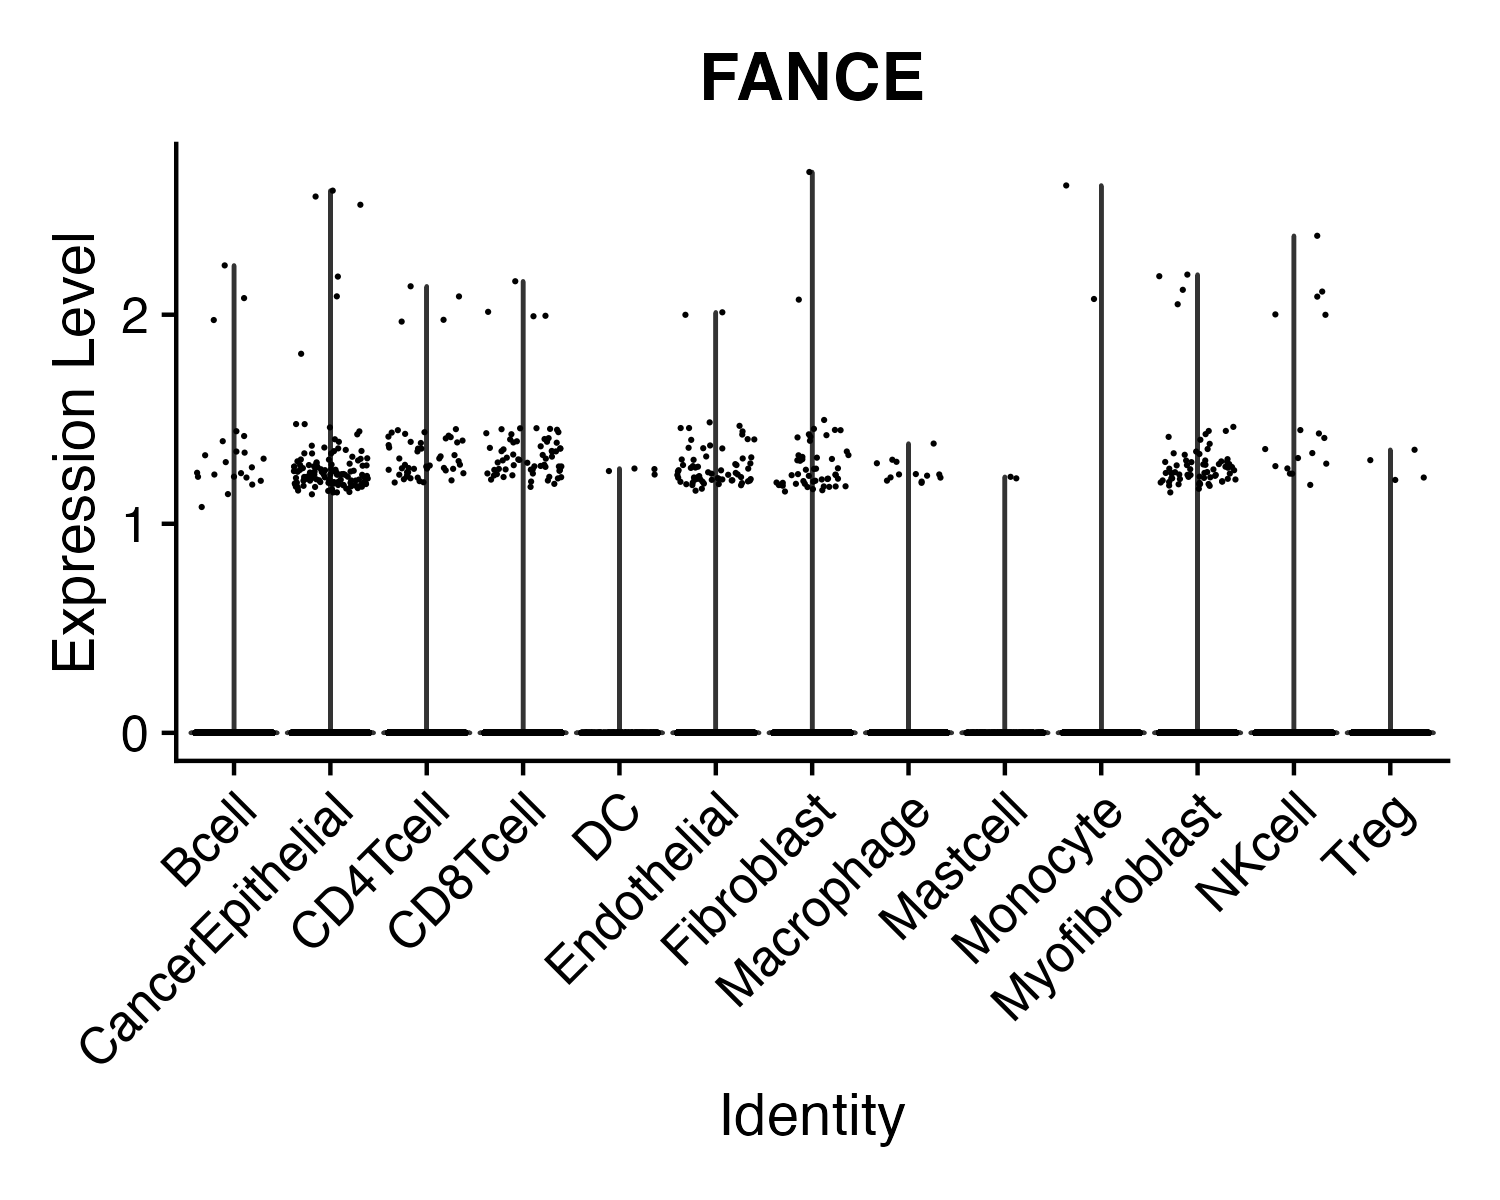 FANCE
Expression Level
2
1
0
Bcell
CancerEpithelial
CD4Tcell
CD8Tcell
DC
Endothelial
Fibroblast
Macrophage
Mastcell
Monocyte
Myofibroblast
NKcell
Treg
Identity